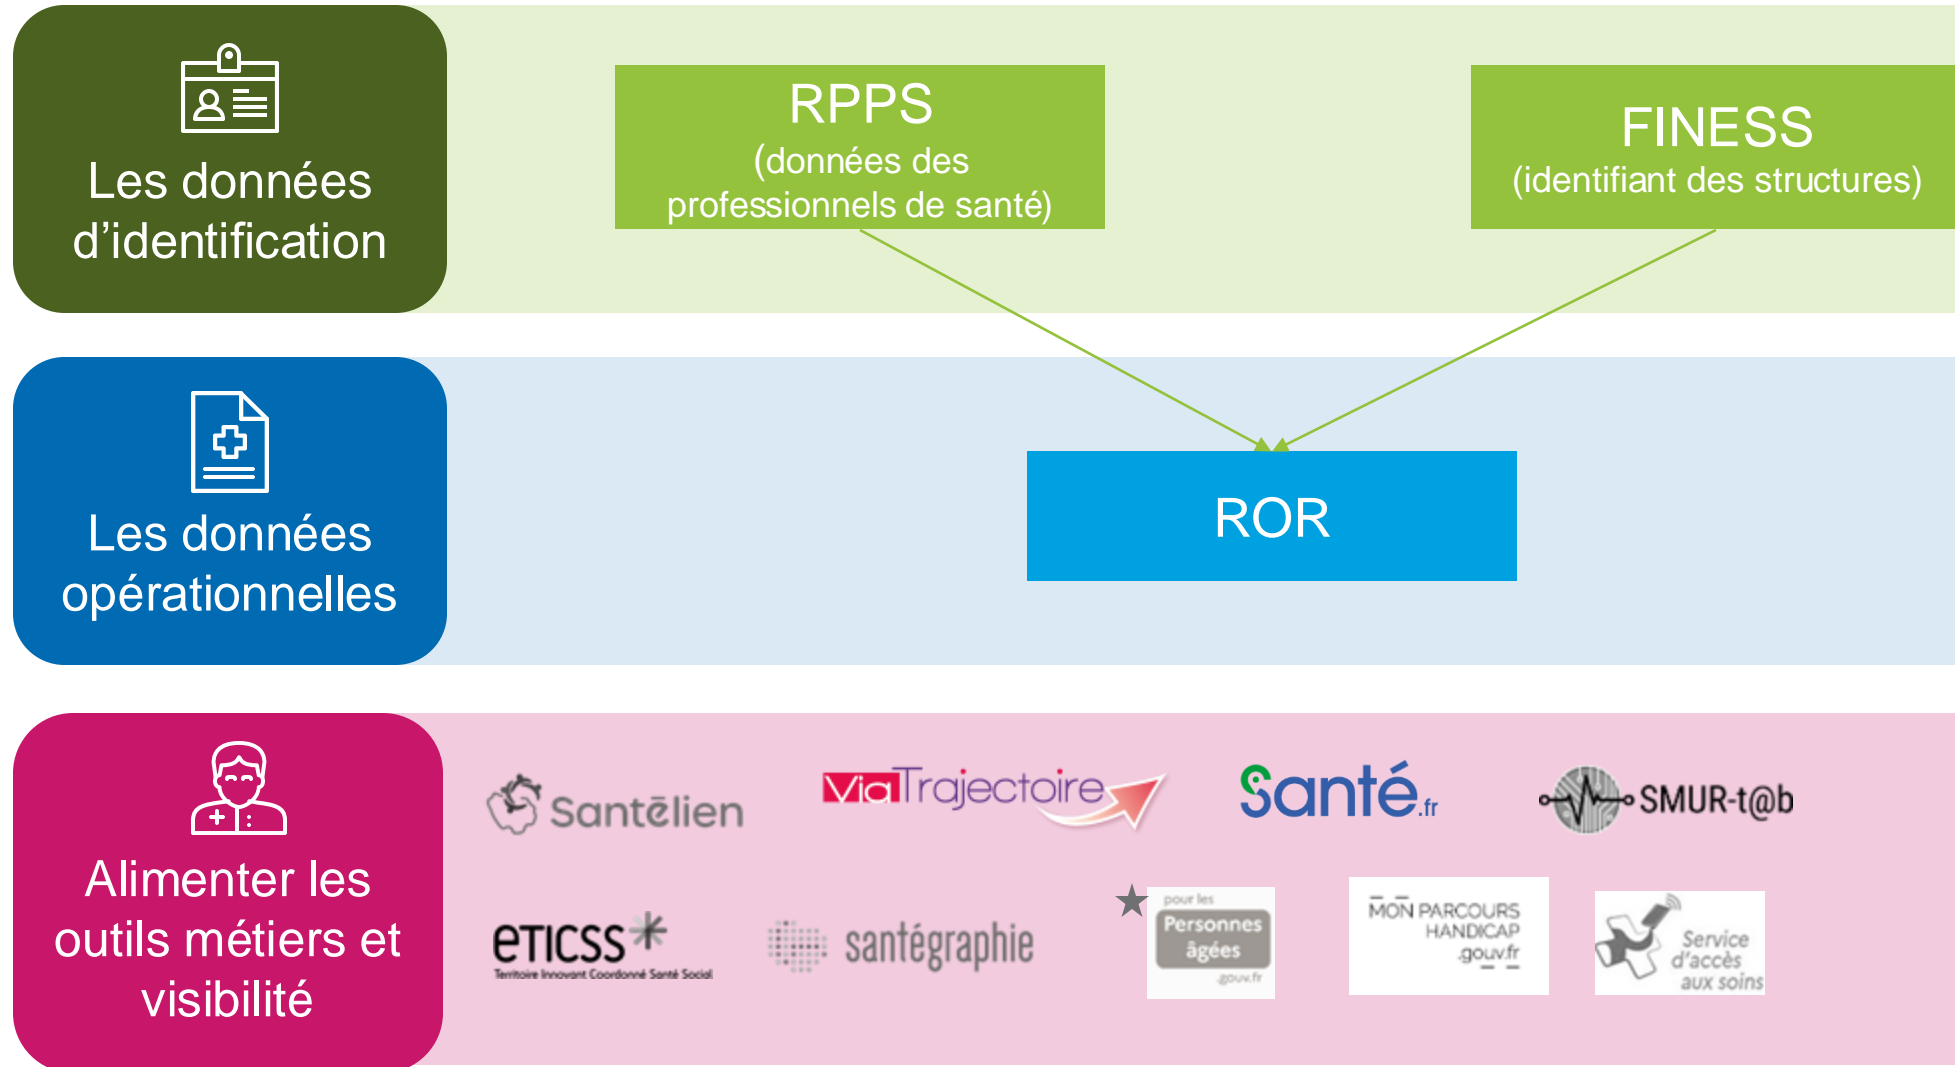 Les données
d’identification
RPPS
(données des
professionnels de santé)
FINESS
(identifiant des structures)
Les données
opérationnelles
ROR
Alimenter les
outils métiers et
visibilité
Santélien
ViaTrajectoire
Santé.fr
SMUR-t@b
eTICSS
Territoire Innovant Coordonné Santé Social
santégraphie
pour les
Personnes
âgées
.gouv.fr
MON PARCOURS
HANDICAP
.gouv.fr
Service
d'accès
aux soins